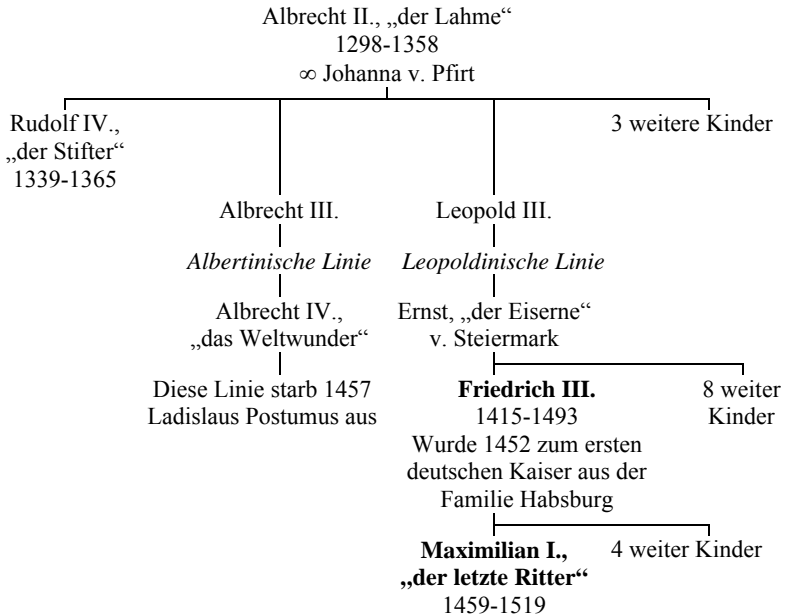 Albrecht II., „der Lahme“
1298-1358
∞ Johanna v. Pfirt
Rudolf IV.,
„der Stifter“
1339-1365
3 weitere Kinder
Albrecht III.
Leopold III.
Albertinische Linie
Leopoldinische Linie
Albrecht IV.,
„das Weltwunder“
Ernst, „der Eiserne“
v. Steiermark
Diese Linie starb 1457
Ladislaus Postumus aus
Friedrich III.
1415-1493
Wurde 1452 zum ersten
deutschen Kaiser aus der
Familie Habsburg
8 weiter
Kinder
Maximilian I.,
„der letzte Ritter“
1459-1519
4 weiter Kinder